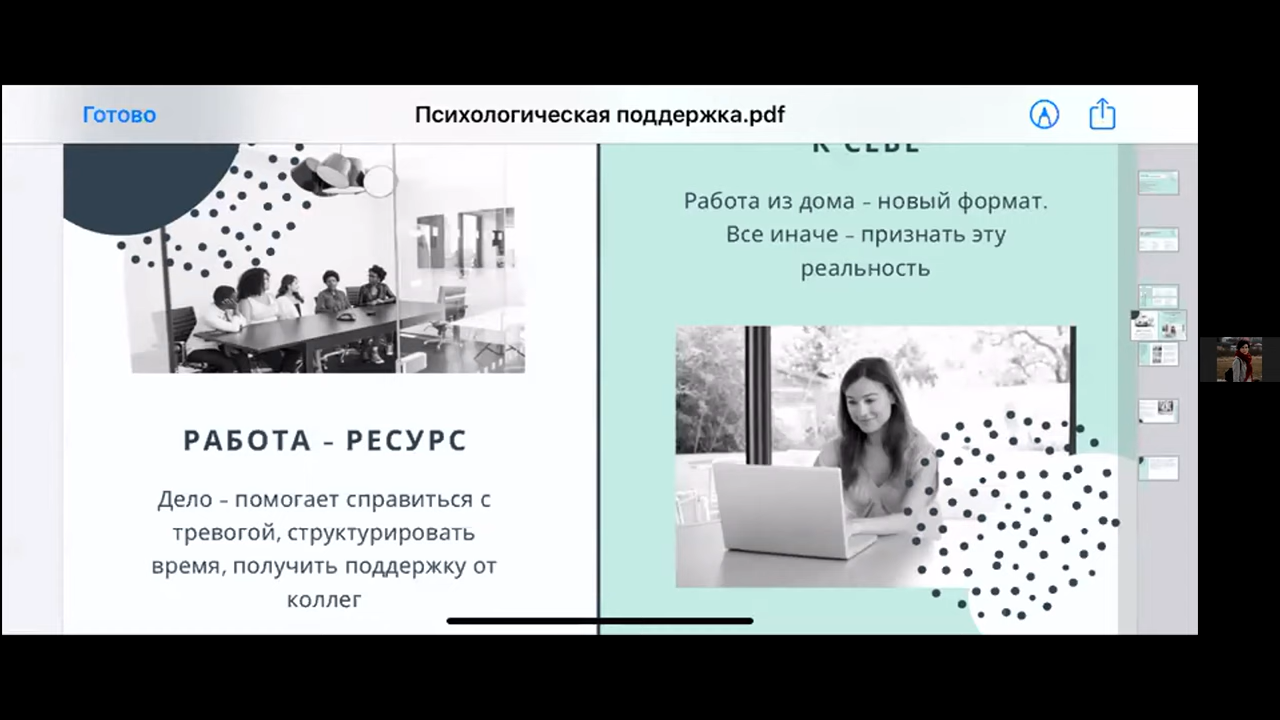 Готово
Психологическая поддержка.pdf
РАБОТА – РЕСУРС
Дело – помогает справиться с
тревогой, структурировать
время, получить поддержку от
коллег
К СЕБЕ
Работа из дома – новый формат.
Все иначе – признать эту
реальность